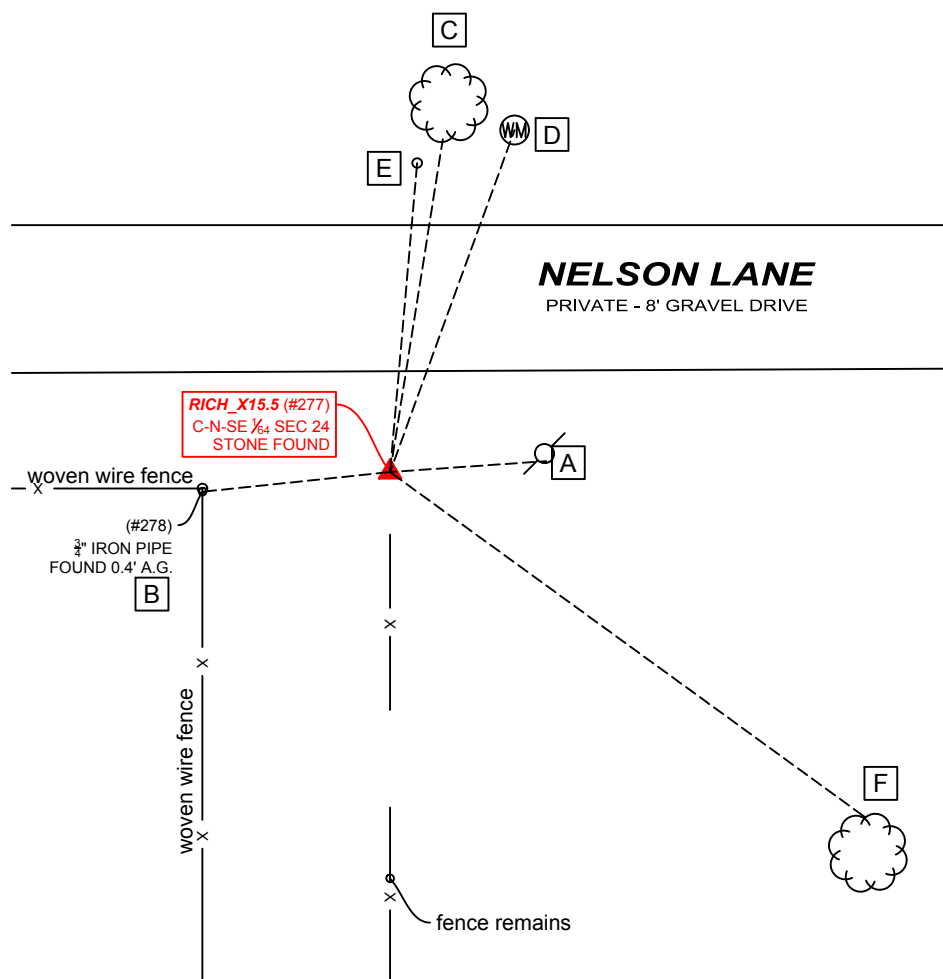 C
WM
D
E
NELSON LANE
PRIVATE - 8' GRAVEL DRIVE
RICH_X15.5 (#277)
C-N-SE 1/64 SEC 24
STONE FOUND
A
woven wire fence
x
(#278)
3/4" IRON PIPE
FOUND 0.4' A.G.
B
x
x
woven wire fence
F
x
x
fence remains